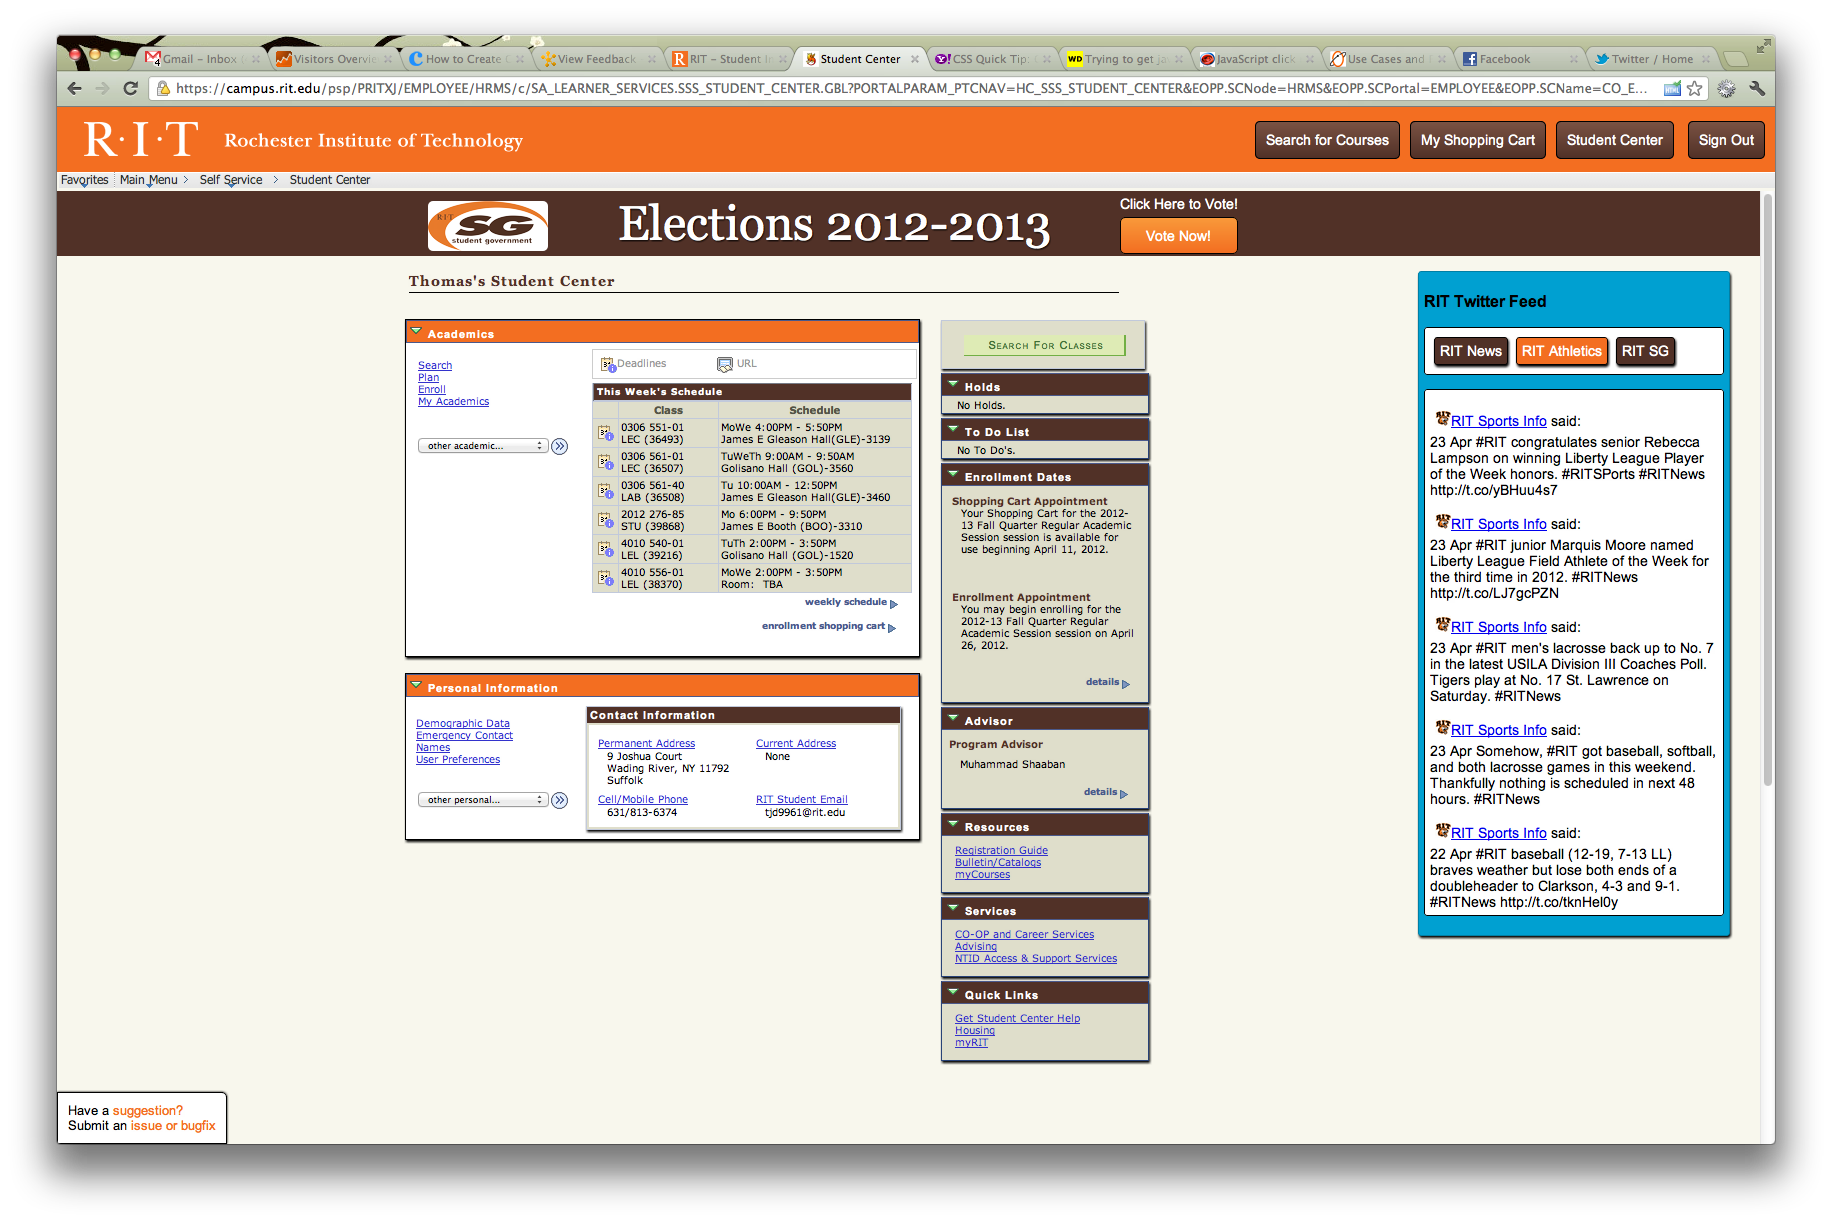 Gmail - Inbox
Visitors Overvie
How to Create
View Feedback
RIT - Student I
Student Center
CSS Quick Tip:
Trying to get ja
JavaScript click
Use Cases and
Facebook
Twitter / Home
https://campus.rit.edu/psp/PRITXJ/EMPLOYEE/HRMS/c/SA_LEARNER_SERVICES.SSS_STUDENT_CENTER.GBL?PORTALPARAM_PTCNAV=HC_SSS_STUDENT_CENTER&EOPP.SCNode=HRMS&EOPP.SCPortal=EMPLOYEE&EOPP.SCName=CO_E...
R·I·T Rochester Institute of Technology
Search for Courses
My Shopping Cart
Student Center
Sign Out
Favorites Main Menu > Self Service > Student Center
RIT SG student government
Elections 2012-2013
Click Here to Vote!
Vote Now!
Thomas's Student Center
Academics
Search
Plan
Enroll
My Academics
other academic...
Deadlines URL
This Week's Schedule
Class Schedule
0306 551-01 MoWe 4:00PM - 5:50PM
LEC (36493) James E Gleason Hall(GLE)-3139
0306 561-01 TuWeTh 9:00AM - 9:50AM
LEC (36507) Golisano Hall (GOL)-3560
0306 561-40 Tu 10:00AM - 12:50PM
LAB (36508) James E Gleason Hall(GLE)-3460
2012 276-85 Mo 6:00PM - 9:50PM
STU (39868) James E Booth (BOO)-3310
4010 540-01 TuTh 2:00PM - 3:50PM
LEL (39216) Golisano Hall (GOL)-1520
4010 556-01 MoWe 2:00PM - 3:50PM
LEL (38370) Room: TBA
weekly schedule
enrollment shopping cart
Personal Information
Demographic Data
Emergency Contact
Names
User Preferences
other personal...
Contact Information
Permanent Address
9 Joshua Court
Wading River, NY 11792
Suffolk
Current Address
None
Cell/Mobile Phone
631/813-6374
RIT Student Email
tjd9961@rit.edu
Search For Classes
Holds
No Holds.
To Do List
No To Do's.
Enrollment Dates
Shopping Cart Appointment
Your Shopping Cart for the 2012-
13 Fall Quarter Regular Academic
Session session is available for
use beginning April 11, 2012.
Enrollment Appointment
You may begin enrolling for the
2012-13 Fall Quarter Regular
Academic Session session on April
26, 2012.
details
Advisor
Program Advisor
Muhammad Shaaban
details
Resources
Registration Guide
Bulletin/Catalogs
myCourses
Services
CO-OP and Career Services
Advising
NTID Access & Support Services
Quick Links
Get Student Center Help
Housing
myRIT
RIT Twitter Feed
RIT News
RIT Athletics
RIT SG
RIT Sports Info said:
23 Apr #RIT congratulates senior Rebecca
Lampson on winning Liberty League Player
of the Week honors. #RITSPorts #RITNews
http://t.co/yBHuu4s7
RIT Sports Info said:
23 Apr #RIT junior Marquis Moore named
Liberty League Field Athlete of the Week for
the third time in 2012. #RITNews
http://t.co/LJ7gcPZN
RIT Sports Info said:
23 Apr #RIT men's lacrosse back up to No. 7
in the latest USILA Division III Coaches Poll.
Tigers play at No. 17 St. Lawrence on
Saturday. #RITNews
RIT Sports Info said:
23 Apr Somehow, #RIT got baseball, softball,
and both lacrosse games in this weekend.
Thankfully nothing is scheduled in next 48
hours. #RITNews
RIT Sports Info said:
22 Apr #RIT baseball (12-19, 7-13 LL)
braves weather but lose both ends of a
doubleheader to Clarkson, 4-3 and 9-1.
#RITNews http://t.co/tknHel0y
Have a suggestion?
Submit an issue or bugfix